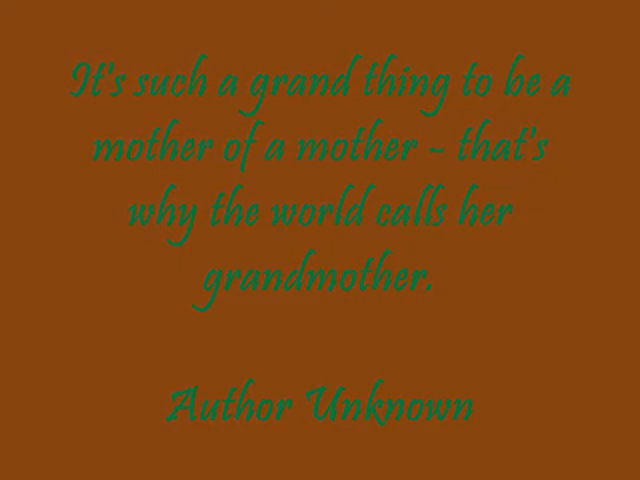 It's such a grand thing to be a
mother of a mother - that's
why the world calls her
grandmother.
Author Unknown